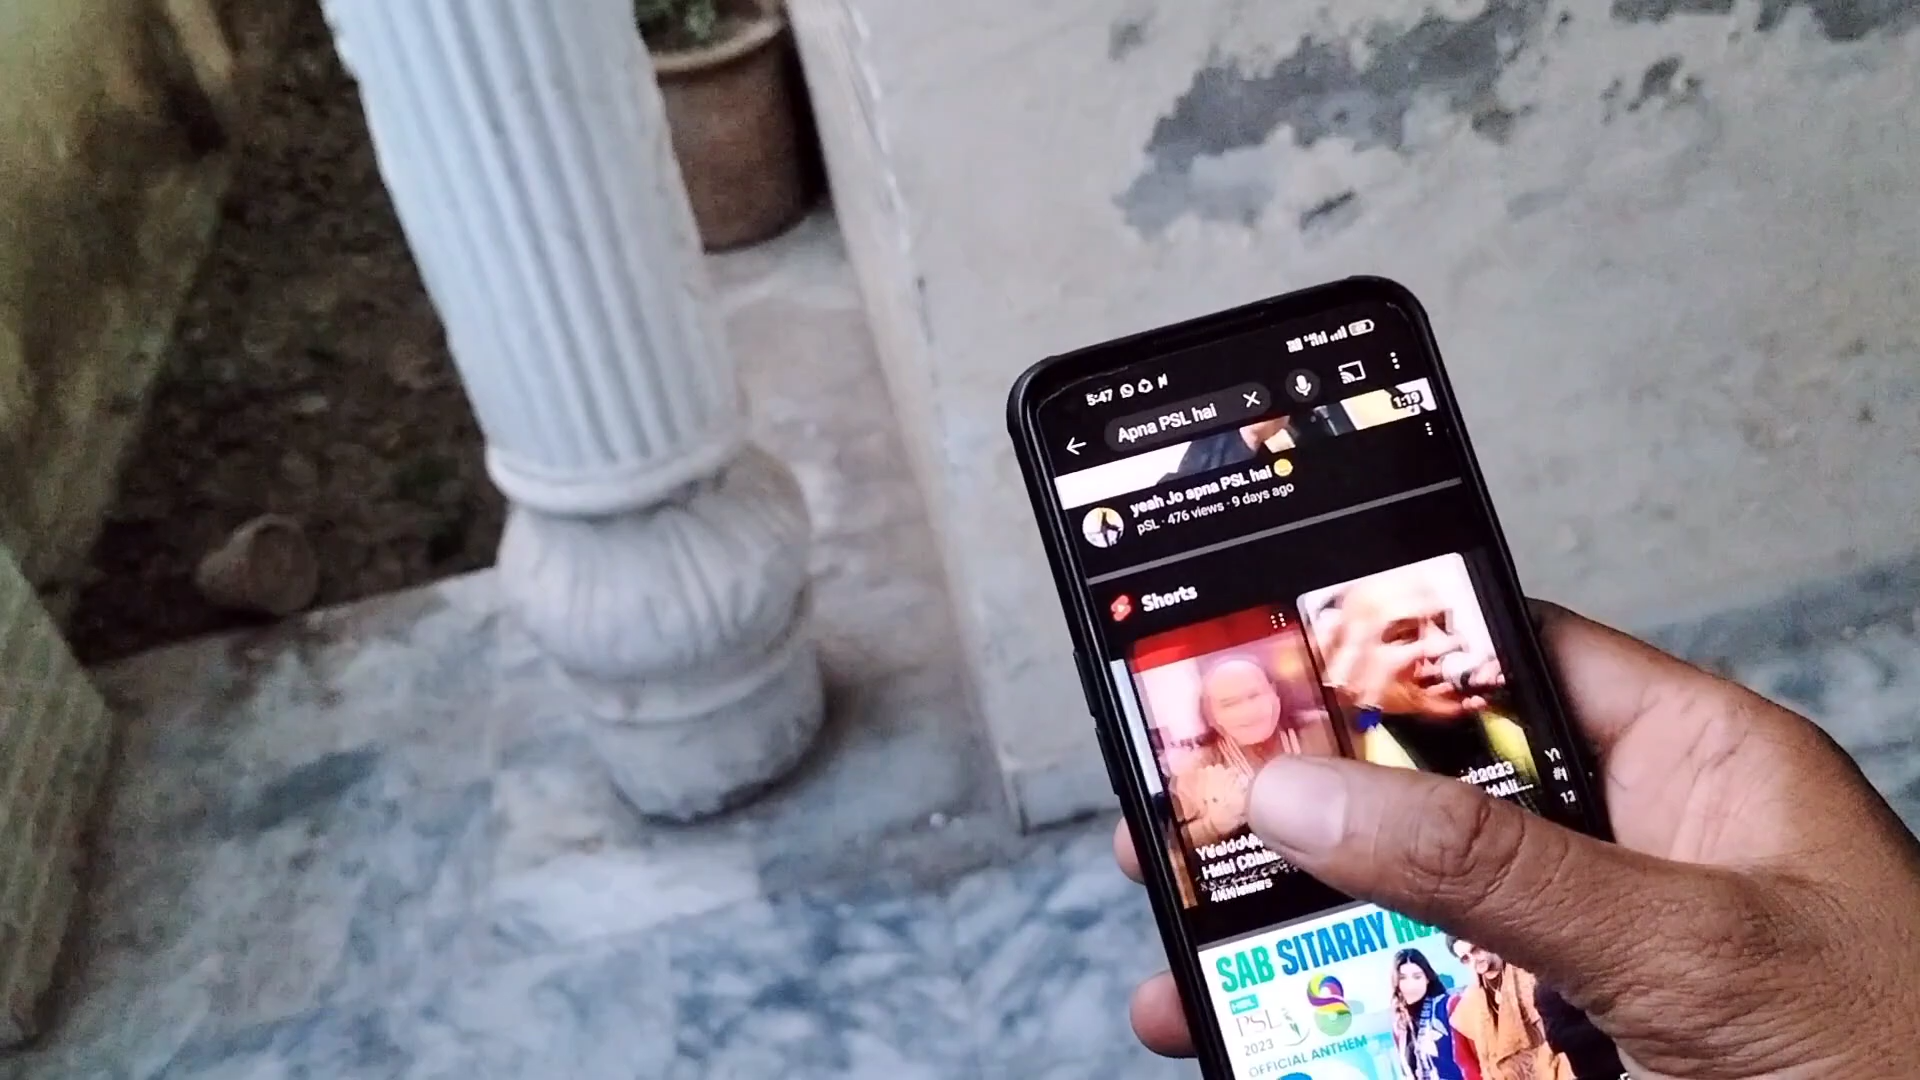 5:47
Apna PSL hai
1:19
yeah Jo apna PSL hai 😄
pSL · 476 views · 9 days ago
Shorts
SAB SITARAY
HBL
PSL
2023
OFFICIAL ANTHEM